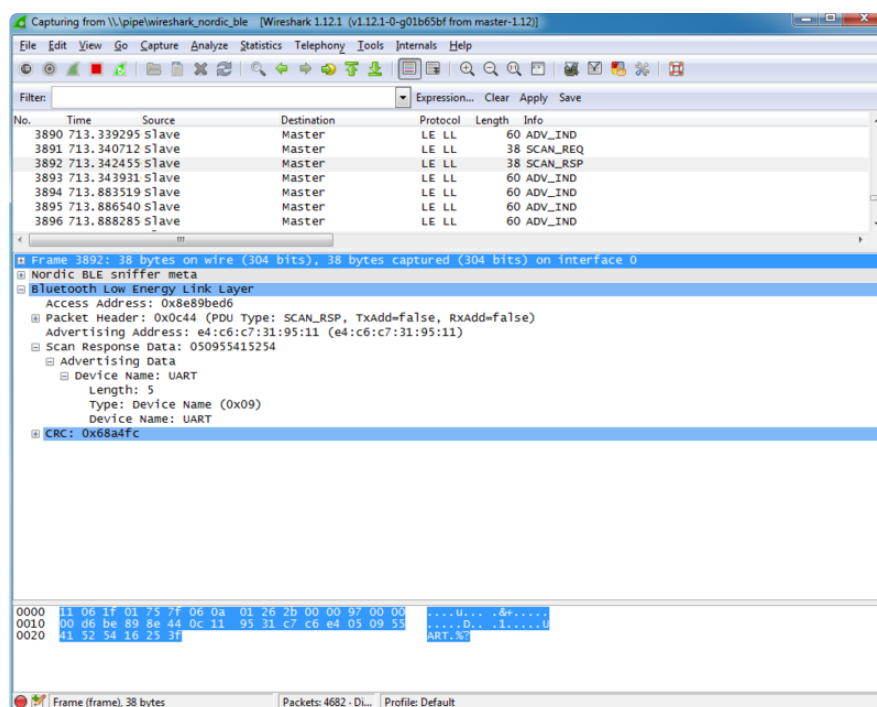 Capturing from \\.\pipe\wireshark_nordic_ble [Wireshark 1.12.1 (v1.12.1-0-g01b65bf from master-1.12)]
File Edit View Go Capture Analyze Statistics Telephony Tools Internals Help
Filter: Expression... Clear Apply Save
No. Time Source Destination Protocol Length Info
3890 713.339295 Slave Master LE LL 60 ADV_IND
3891 713.340712 Slave Master LE LL 38 SCAN_REQ
3892 713.342455 Slave Master LE LL 38 SCAN_RSP
3893 713.343931 Slave Master LE LL 60 ADV_IND
3894 713.883519 Slave Master LE LL 60 ADV_IND
3895 713.886540 Slave Master LE LL 60 ADV_IND
3896 713.888285 Slave Master LE LL 60 ADV_IND
Frame 3892: 38 bytes on wire (304 bits), 38 bytes captured (304 bits) on interface 0
Nordic BLE sniffer meta
Bluetooth Low Energy Link Layer
Access Address: 0x8e89bed6
Packet Header: 0x0c44 (PDU Type: SCAN_RSP, TxAdd=false, RxAdd=false)
Advertising Address: e4:c6:c7:31:95:11 (e4:c6:c7:31:95:11)
Scan Response Data: 050955415254
Advertising Data
Device Name: UART
Length: 5
Type: Device Name (0x09)
Device Name: UART
CRC: 0x68a4fc
0000 11 06 1f 01 75 7f 06 0a 01 26 2b 00 00 97 00 00 ....u... .&+.....
0010 00 d6 be 89 8e 44 0c 11 95 31 c7 c6 e4 05 09 55 .....D.. .1.....U
0020 41 52 54 16 25 3f ART.%?
Frame (frame), 38 bytes Packets: 4682 · Di... Profile: Default